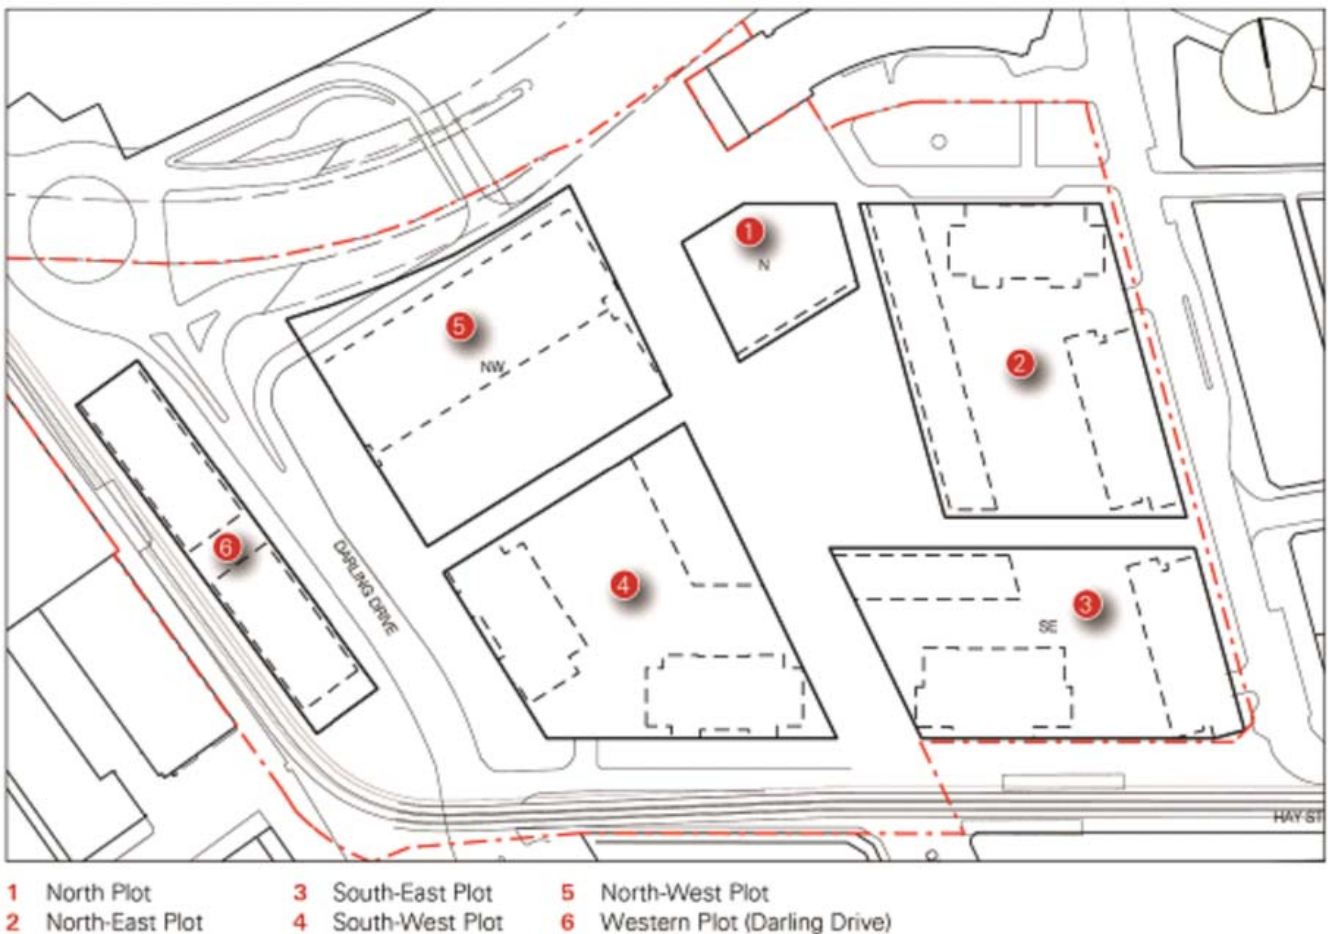 1
N
5
NW
2
6
DARLING DRIVE
4
3
SE
HAY ST
1 North Plot 3 South-East Plot 5 North-West Plot
2 North-East Plot 4 South-West Plot 6 Western Plot (Darling Drive)